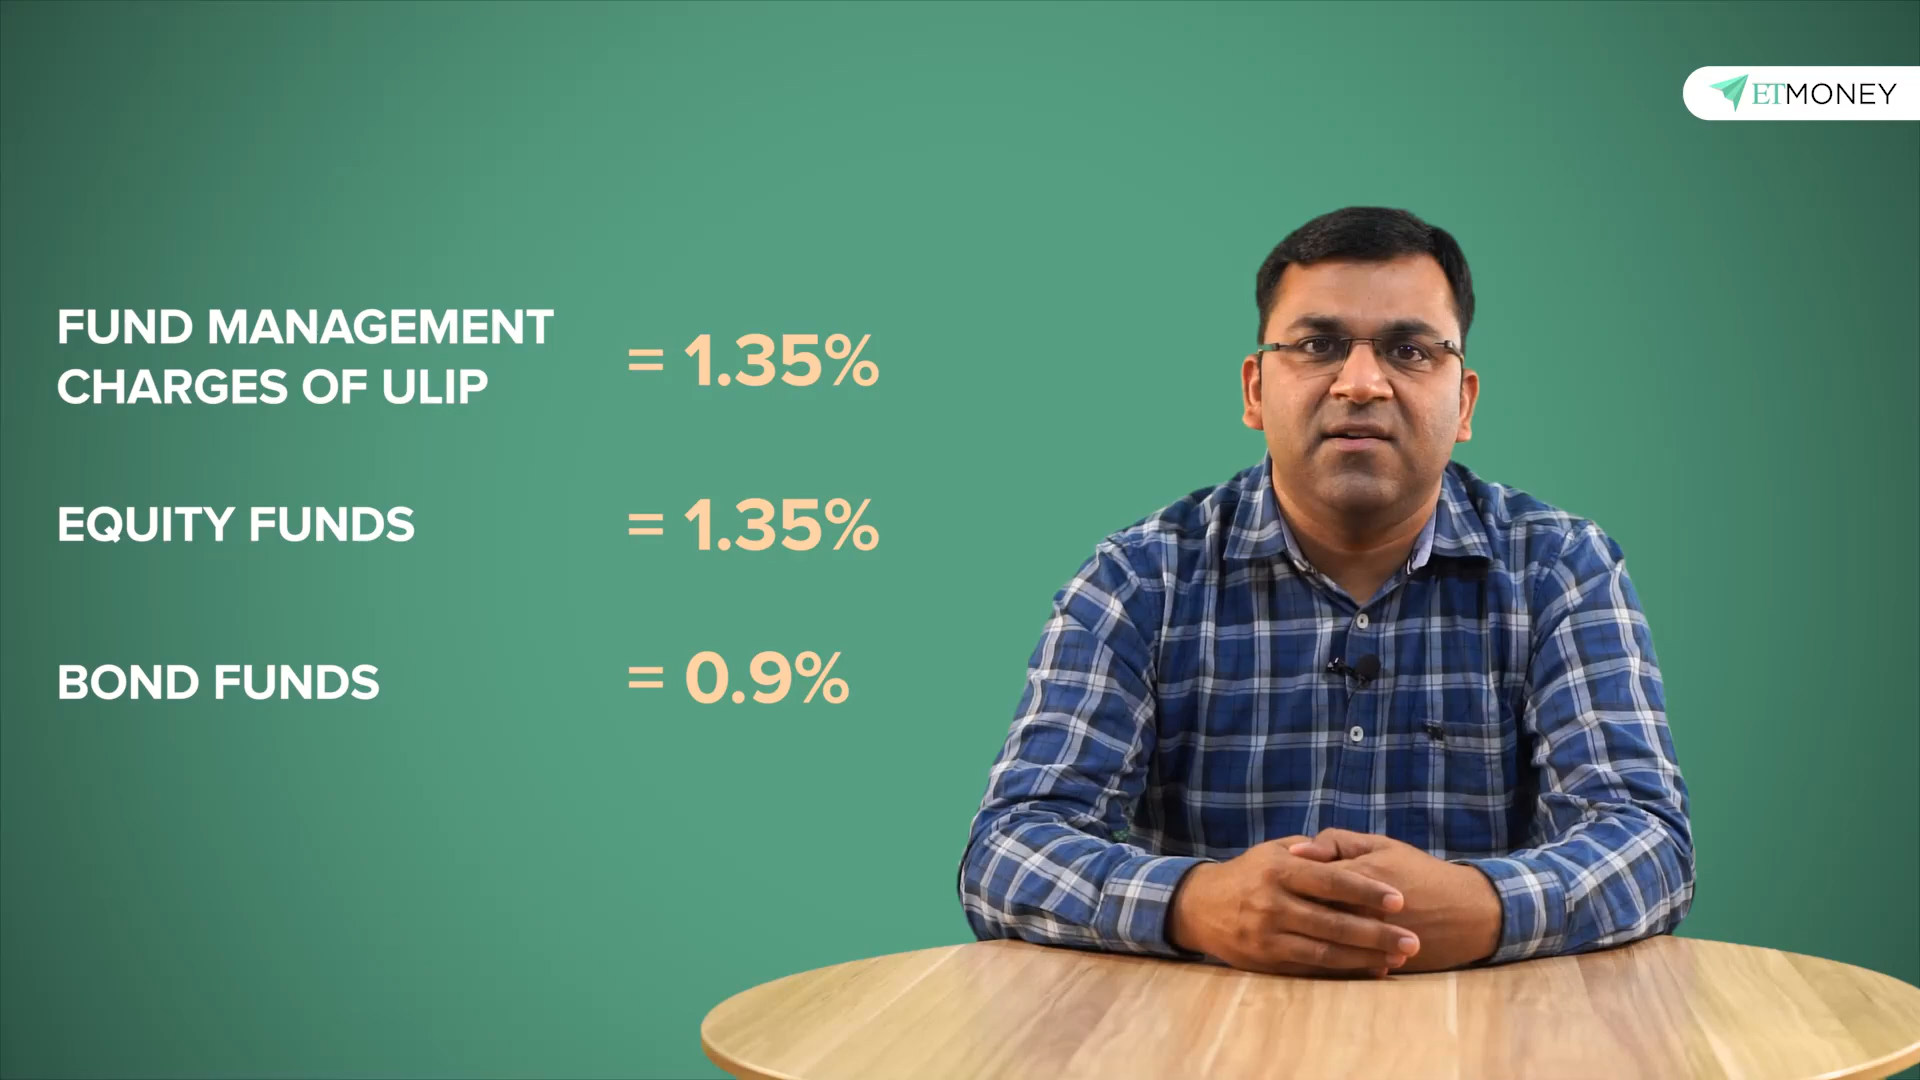 ETMONEY
FUND MANAGEMENT
CHARGES OF ULIP
= 1.35%
EQUITY FUNDS
= 1.35%
BOND FUNDS
= 0.9%